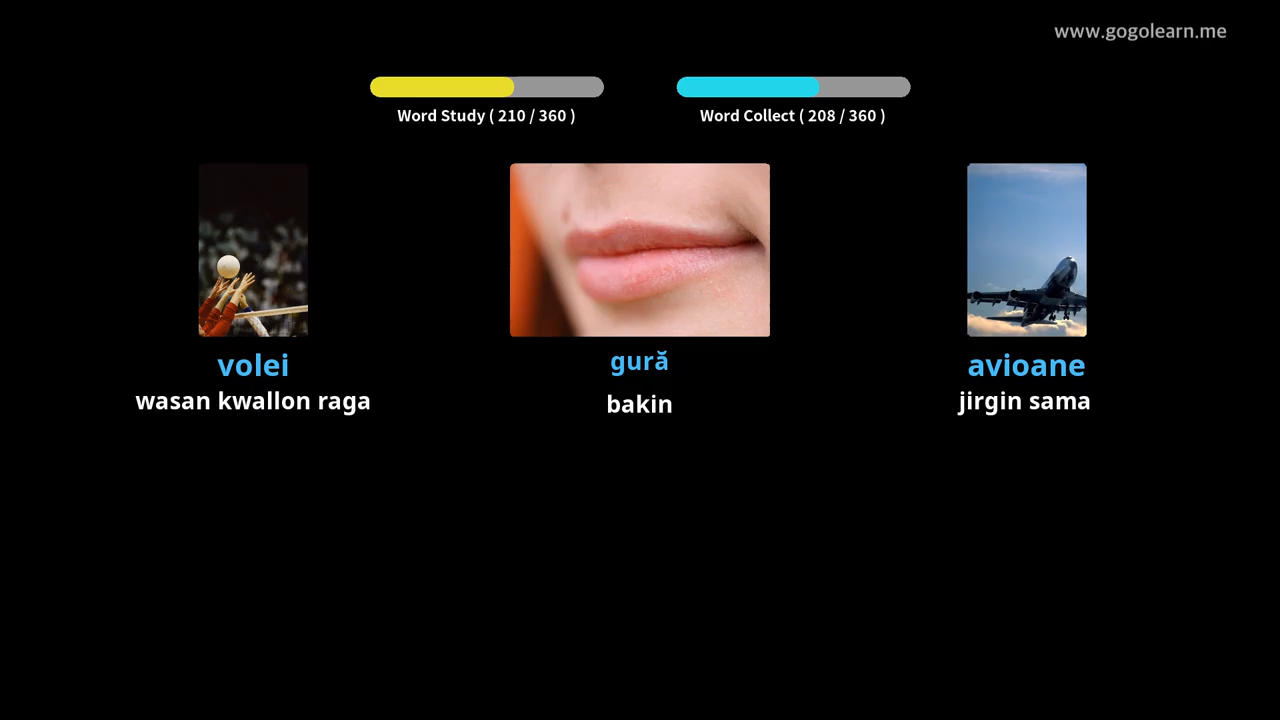 www.gogolearn.me
Word Study ( 210 / 360 )
Word Collect ( 208 / 360 )
volei
wasan kwallon raga
gură
bakin
avioane
jirgin sama